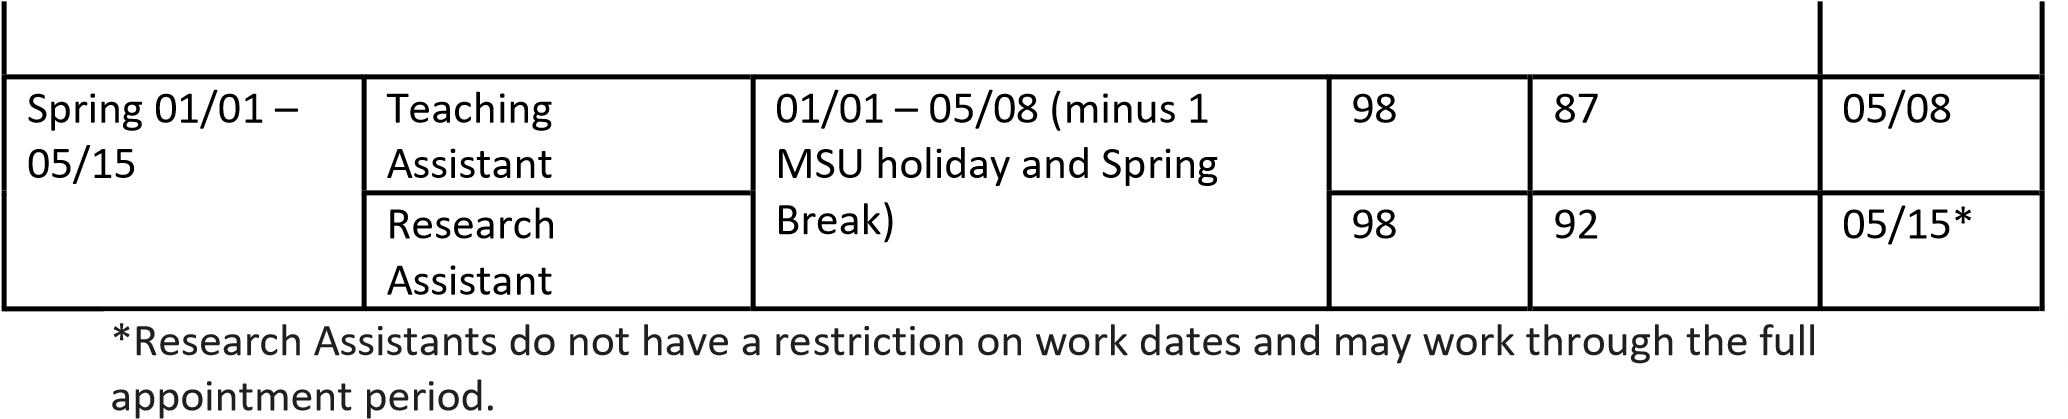 Spring 01/01 –
05/15
Teaching
Assistant
01/01 – 05/08 (minus 1
MSU holiday and Spring
Break)
98
87
05/08
Research
Assistant
98
92
05/15*
*Research Assistants do not have a restriction on work dates and may work through the full
appointment period.